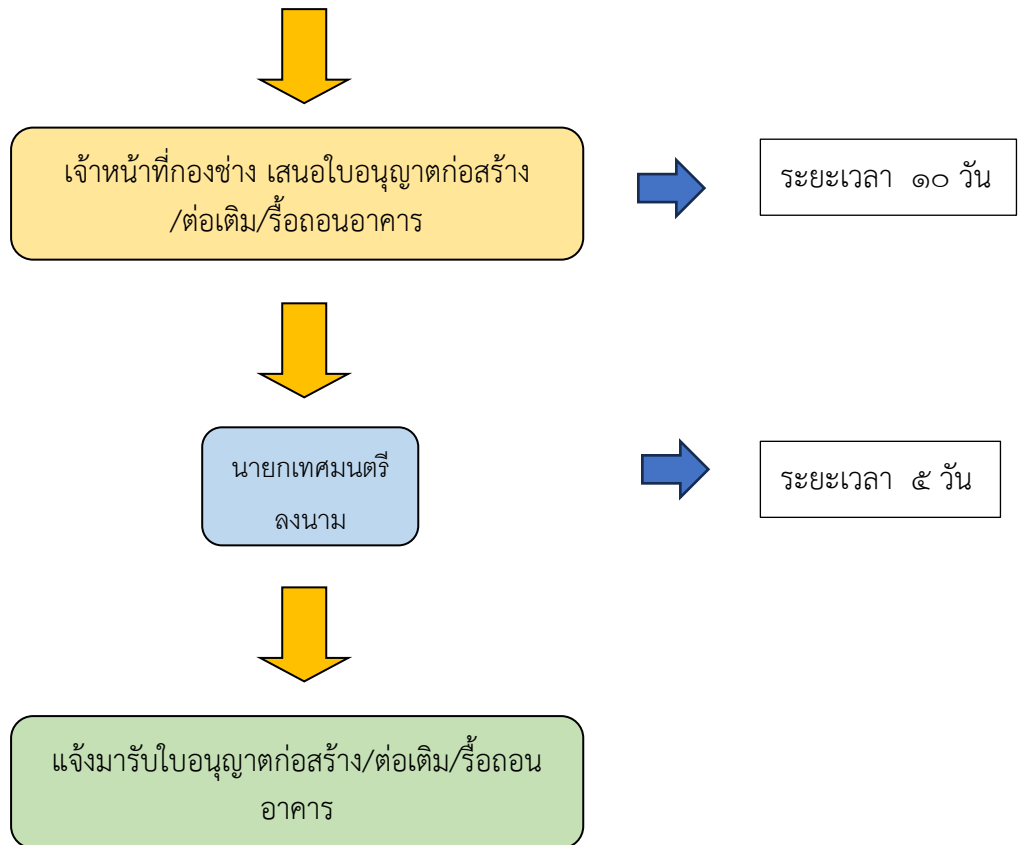 เจ้าหน้าที่กองช่าง เสนอใบอนุญาตก่อสร้าง
/ต่อเติม/รื้อถอนอาคาร
ระยะเวลา ๑๐ วัน
นายกเทศมนตรี
ลงนาม
ระยะเวลา ๕ วัน
แจ้งมารับใบอนุญาตก่อสร้าง/ต่อเติม/รื้อถอน
อาคาร